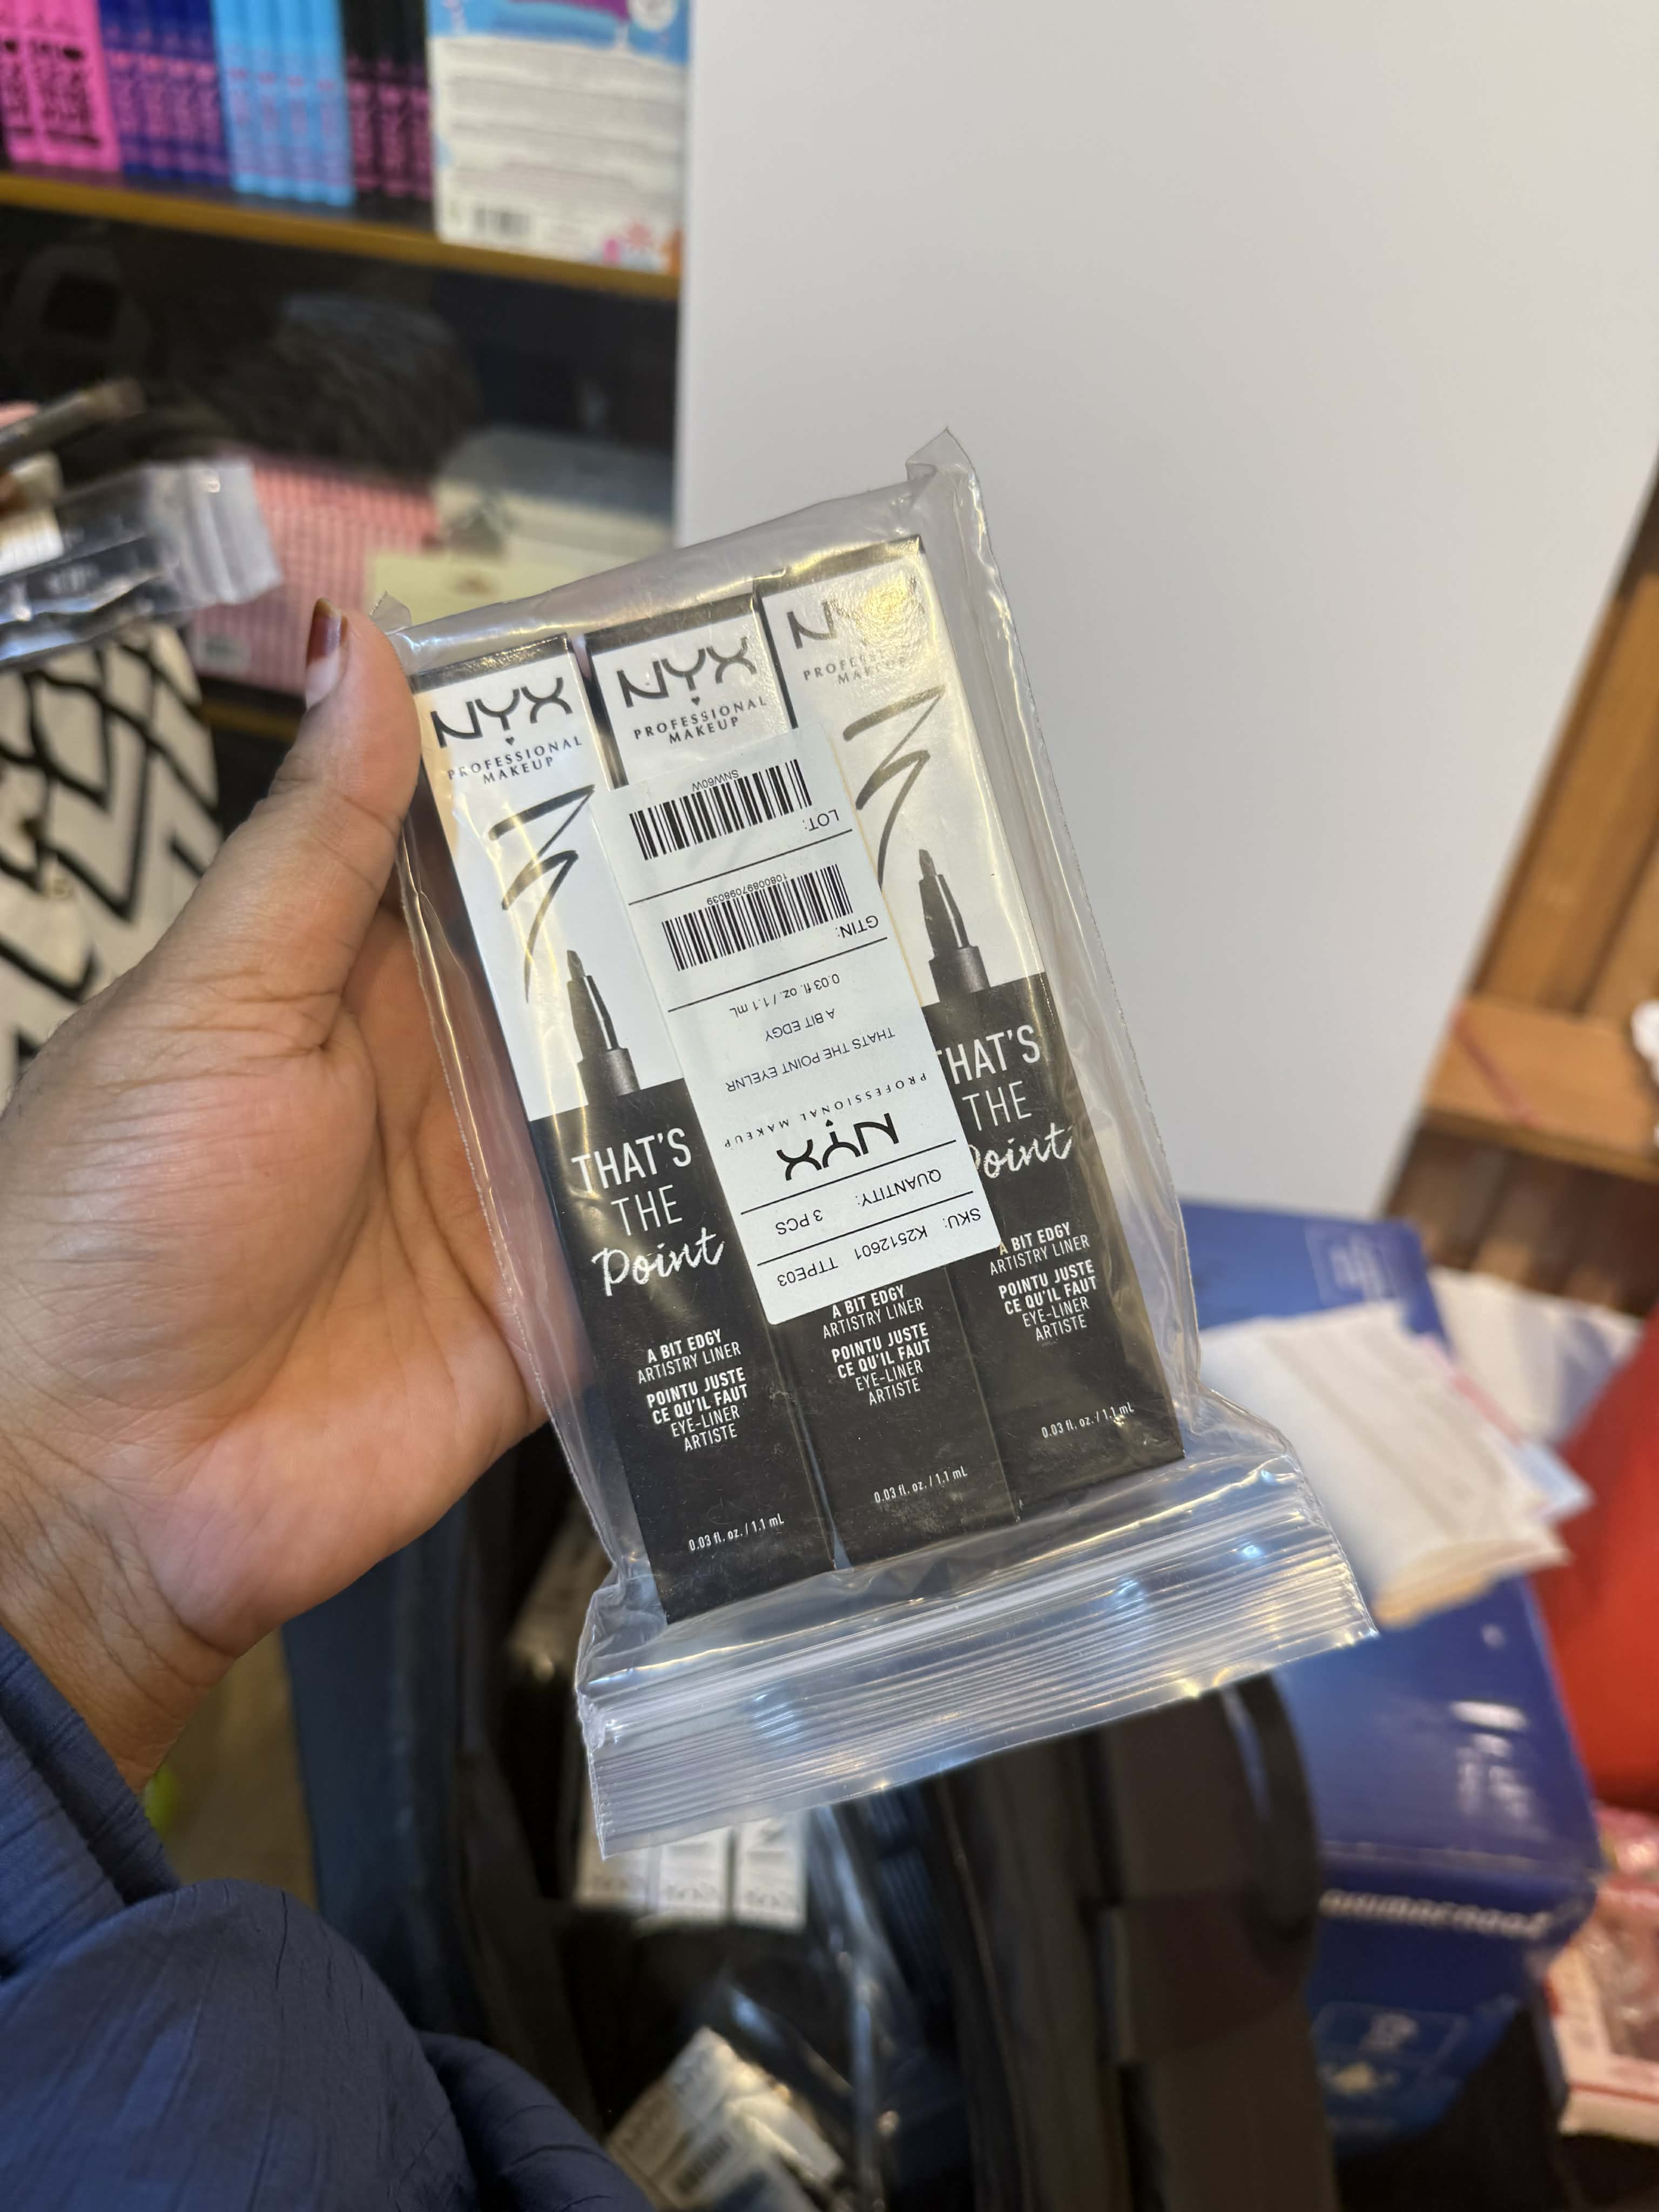 NYX
PROFESSIONAL
MAKEUP
THAT'S
THE
Point
A BIT EDGY
ARTISTRY LINER
POINTU JUSTE
CE QU'IL FAUT
EYE-LINER
ARTISTE
0.03 fl. oz. / 1.1 mL
NYX
PROFESSIONAL
MAKEUP
A BIT EDGY
ARTISTRY LINER
POINTU JUSTE
CE QU'IL FAUT
EYE-LINER
ARTISTE
0.03 fl. oz. / 1.1 mL
THAT'S
THE
Point
A BIT EDGY
ARTISTRY LINER
POINTU JUSTE
CE QU'IL FAUT
EYE-LINER
ARTISTE
0.03 fl. oz. / 1.1 mL
SKU: K2512601 TTPE03
QUANTITY: 3 PCS
NYX
PROFESSIONAL MAKEUP
THATS THE POINT EYELNR
A BIT EDGY
0.03 fl. oz. / 1.1 mL
GTIN:
10800897098039
LOT:
SNW60W